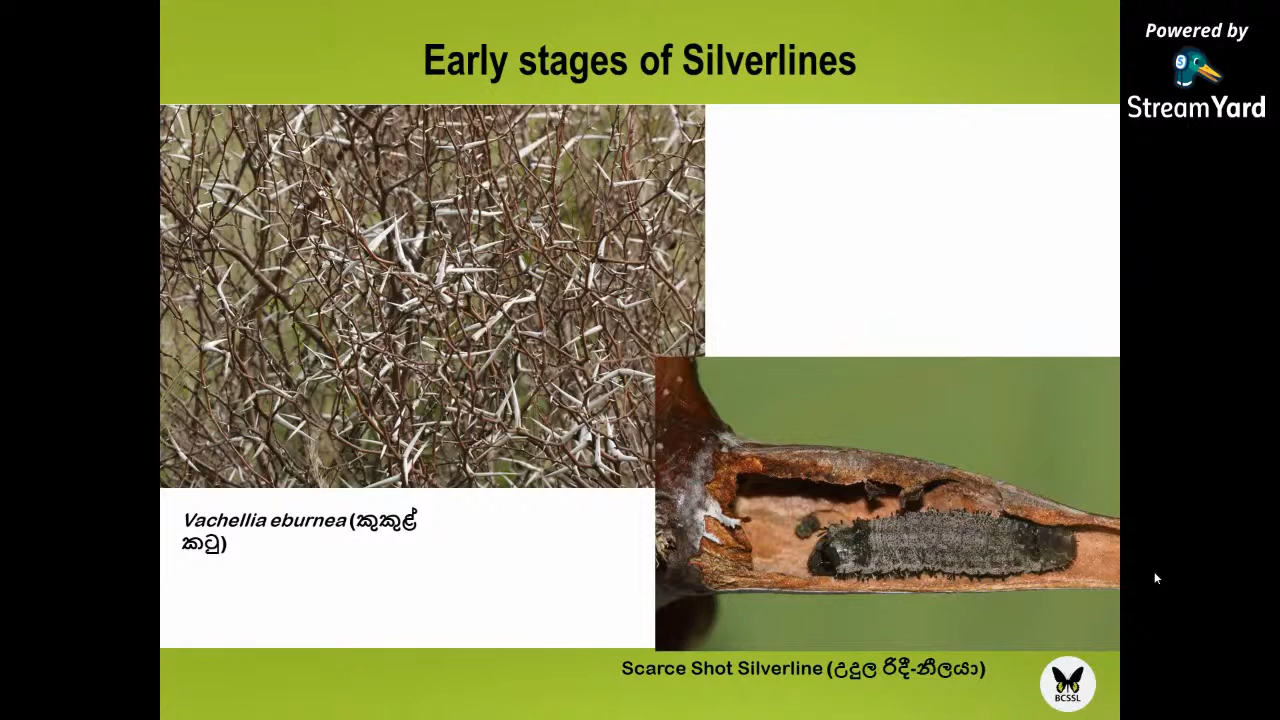 Early stages of Silverlines
Powered by
StreamYard
Vachellia eburnea (කුකුළ්
කටු)
Scarce Shot Silverline (උදුල රිදී-නීලයා)
BCSSL